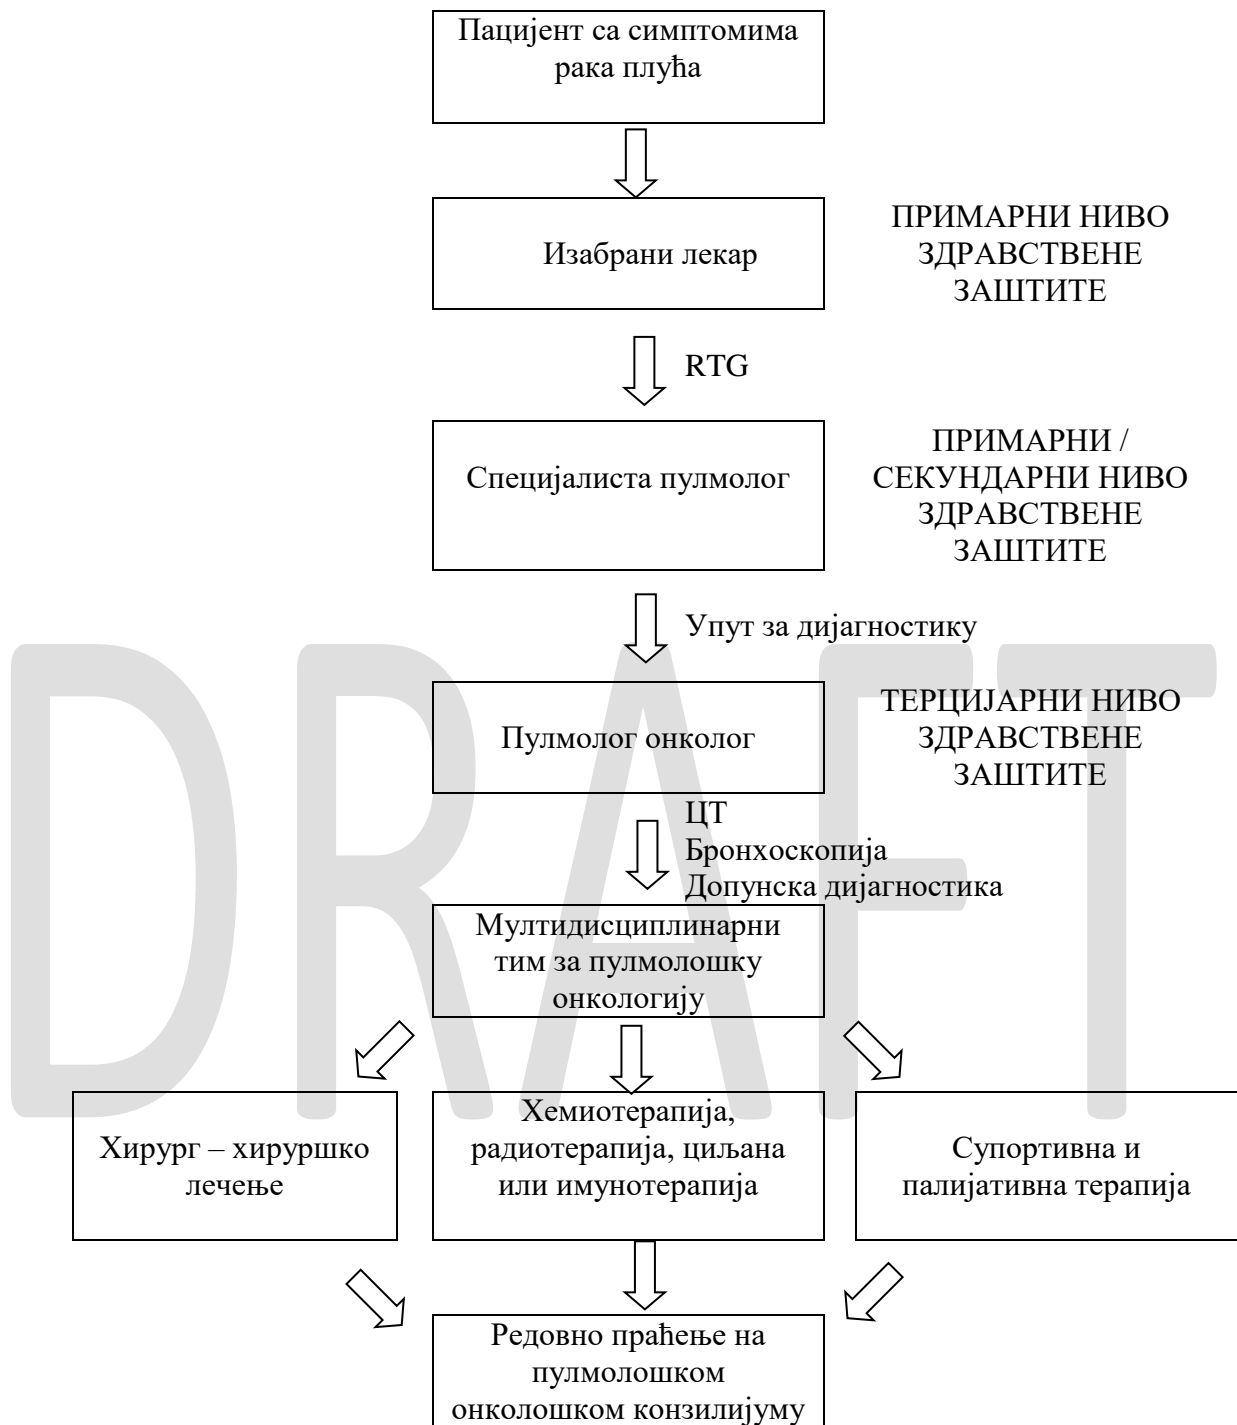 Пацијент са симптомима
рака плућа
Изабрани лекар
ПРИМАРНИ НИВО
ЗДРАВСТВЕНЕ
ЗАШТИТЕ
RTG
Специјалиста пулмолог
ПРИМАРНИ /
СЕКУНДАРНИ НИВО
ЗДРАВСТВЕНЕ
ЗАШТИТЕ
Упут за дијагностику
Пулмолог онколог
ТЕРЦИЈАРНИ НИВО
ЗДРАВСТВЕНЕ
ЗАШТИТЕ
ЦТ
Бронхоскопија
Допунска дијагностика
Мултидисциплинарни
тим за пулмолошку
онкологију
Хирург – хируршко
лечење
Хемиотерапија,
радиотерапија, циљана
или имунотерапија
Супортивна и
палијативна терапија
Редовно праћење на
пулмолошком
онколошком конзилијуму
DRAFT